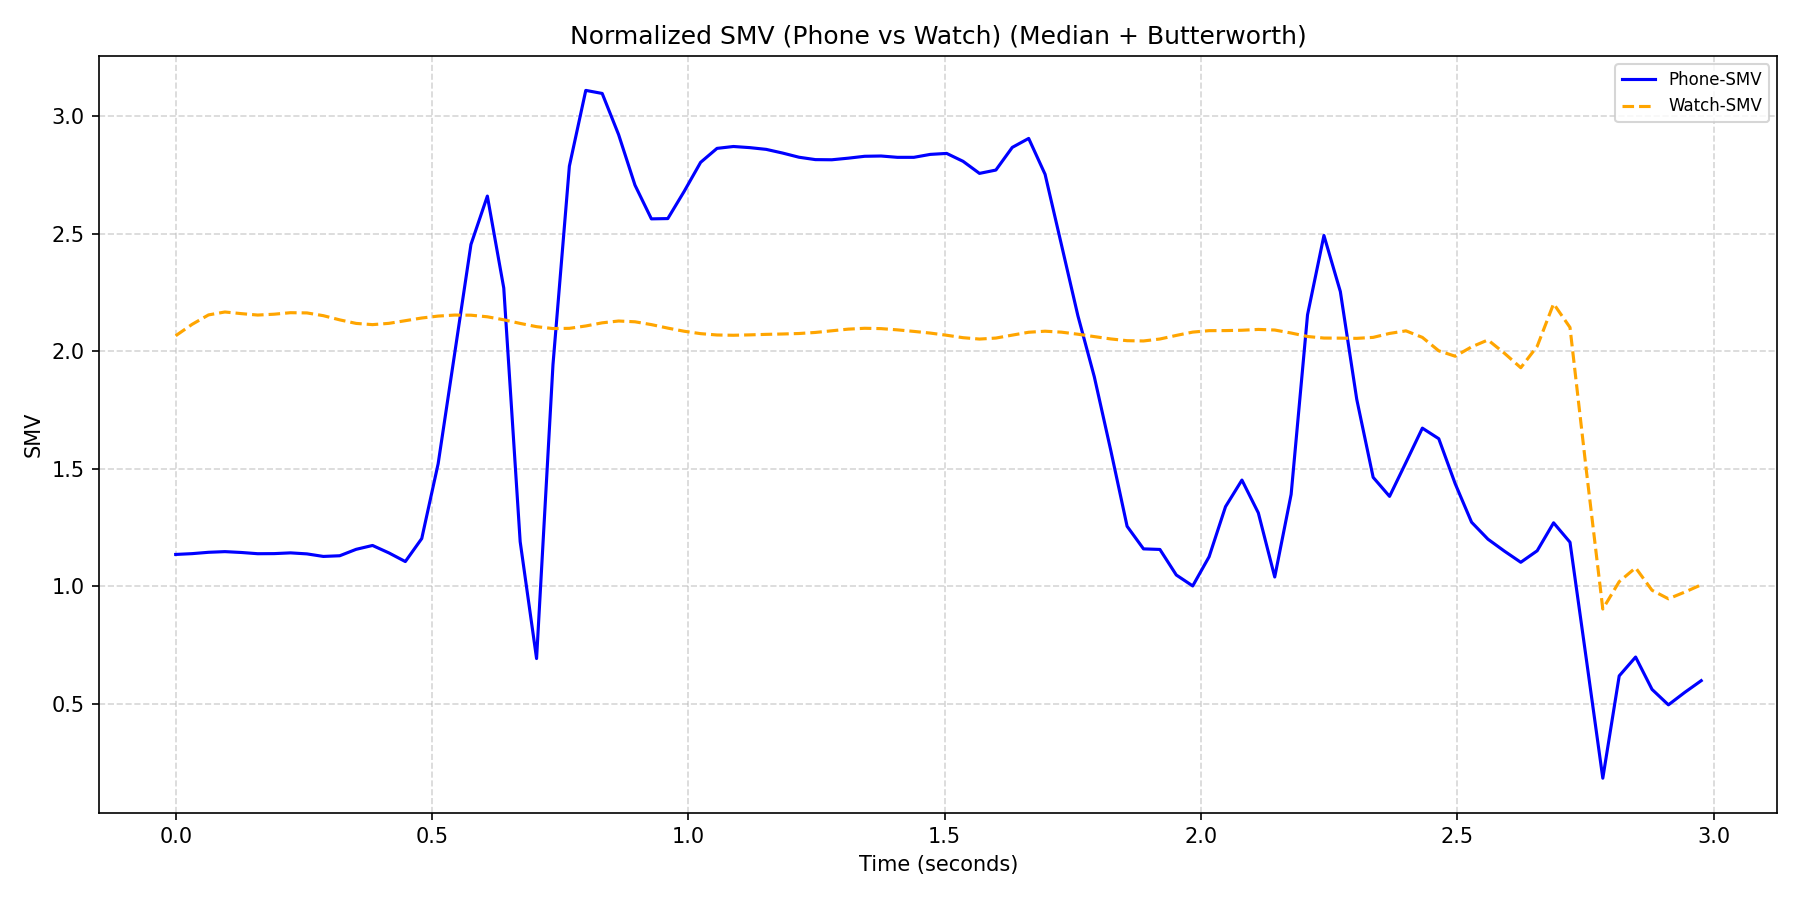 Normalized SMV (Phone vs Watch) (Median + Butterworth)
Phone-SMV
Watch-SMV
3.0
2.5
2.0
1.5
1.0
0.5
SMV
0.0 0.5 1.0 1.5 2.0 2.5 3.0
Time (seconds)